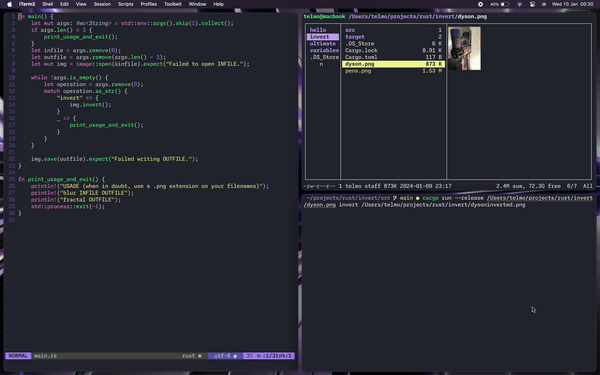 iTerm2 Shell Edit View Session Scripts Profiles Toolbelt Window Help
40% Wed 10 Jan 00:30
fn main() {
let mut args: Vec<String> = std::env::args().skip(1).collect();
if args.len() < 3 {
print_usage_and_exit();
}
let infile = args.remove(0);
let outfile = args.remove(args.len() - 1);
let mut img = image::open(&infile).expect("Failed to open INFILE.");
while !args.is_empty() {
let operation = args.remove(0);
match operation.as_str() {
"invert" => {
img.invert();
}
_ => {
print_usage_and_exit();
}
}
}
img.save(outfile).expect("Failed writing OUTFILE.");
}
fn print_usage_and_exit() {
println!("USAGE (when in doubt, use a .png extension on your filenames)");
println!("blur INFILE OUTFILE");
println!("fractal OUTFILE");
std::process::exit(-1);
}
NORMAL main.rs rust utf-8 3% 1/31
telmo@macbook /Users/telmo/projects/rust/invert/dyson.png
hello src 1
invert target 2
ultimate .DS_Store 6 K
variables Cargo.lock 8.91 K
.DS_Store Cargo.toml 117 B
n dyson.png 873 K
pens.png 1.53 M
-rw-r--r-- 1 telmo staff 873K 2024-01-09 23:17 2.4M sum, 72.3G free 6/7 All
~/projects/rust/invert/src main cargo run --release /Users/telmo/projects/rust/invert
/dyson.png invert /Users/telmo/projects/rust/invert/dysoninverted.png